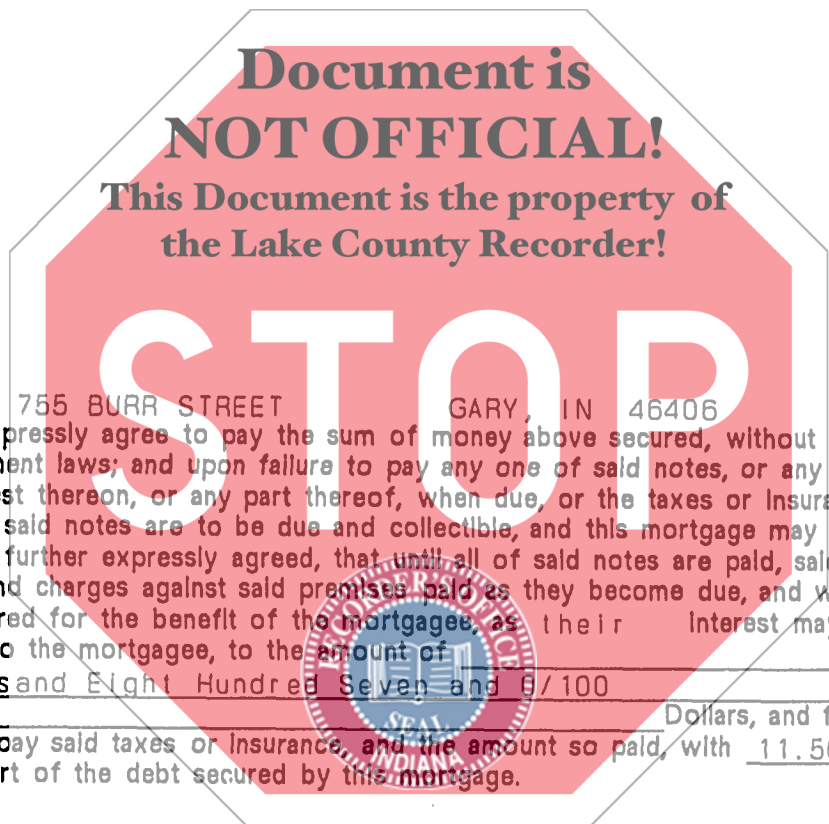 Document is
NOT OFFICIAL!
This Document is the property of
the Lake County Recorder!
STOP
755 BURR STREET GARY, IN 46406
pressly agree to pay the sum of money above secured, without
ent laws; and upon failure to pay any one of said notes, or any
st thereon, or any part thereof, when due, or the taxes or Insura
said notes are to be due and collectible, and this mortgage may
further expressly agreed, that until all of said notes are paid, said
nd charges against said premises paid as they become due, and w
red for the benefit of the mortgagee, as their Interest may
o the mortgagee, to the amount of
sand Eight Hundred Seven and 0/100
Dollars, and f
pay said taxes or Insurance, and the amount so paid, with 11.50
rt of the debt secured by this mortgage.
RECORDER'S OFFICE
SEAL
INDIANA